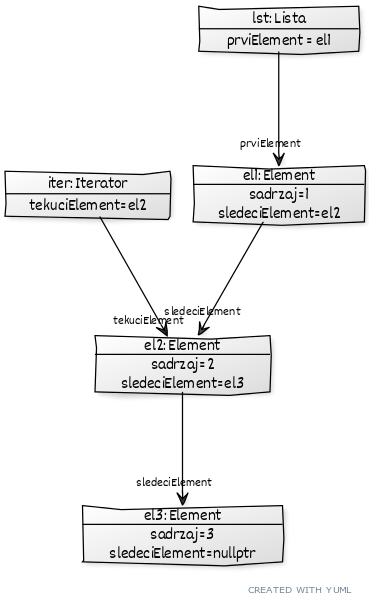 lst: Lista
prviElement = el1
prviElement
iter: Iterator
tekuciElement=el2
el1: Element
sadrzaj=1
sledeciElement=el2
tekuciElement
sledeciElement
el2: Element
sadrzaj=2
sledeciElement=el3
sledeciElement
el3: Element
sadrzaj=3
sledeciElement=nullptr
CREATED WITH YUML